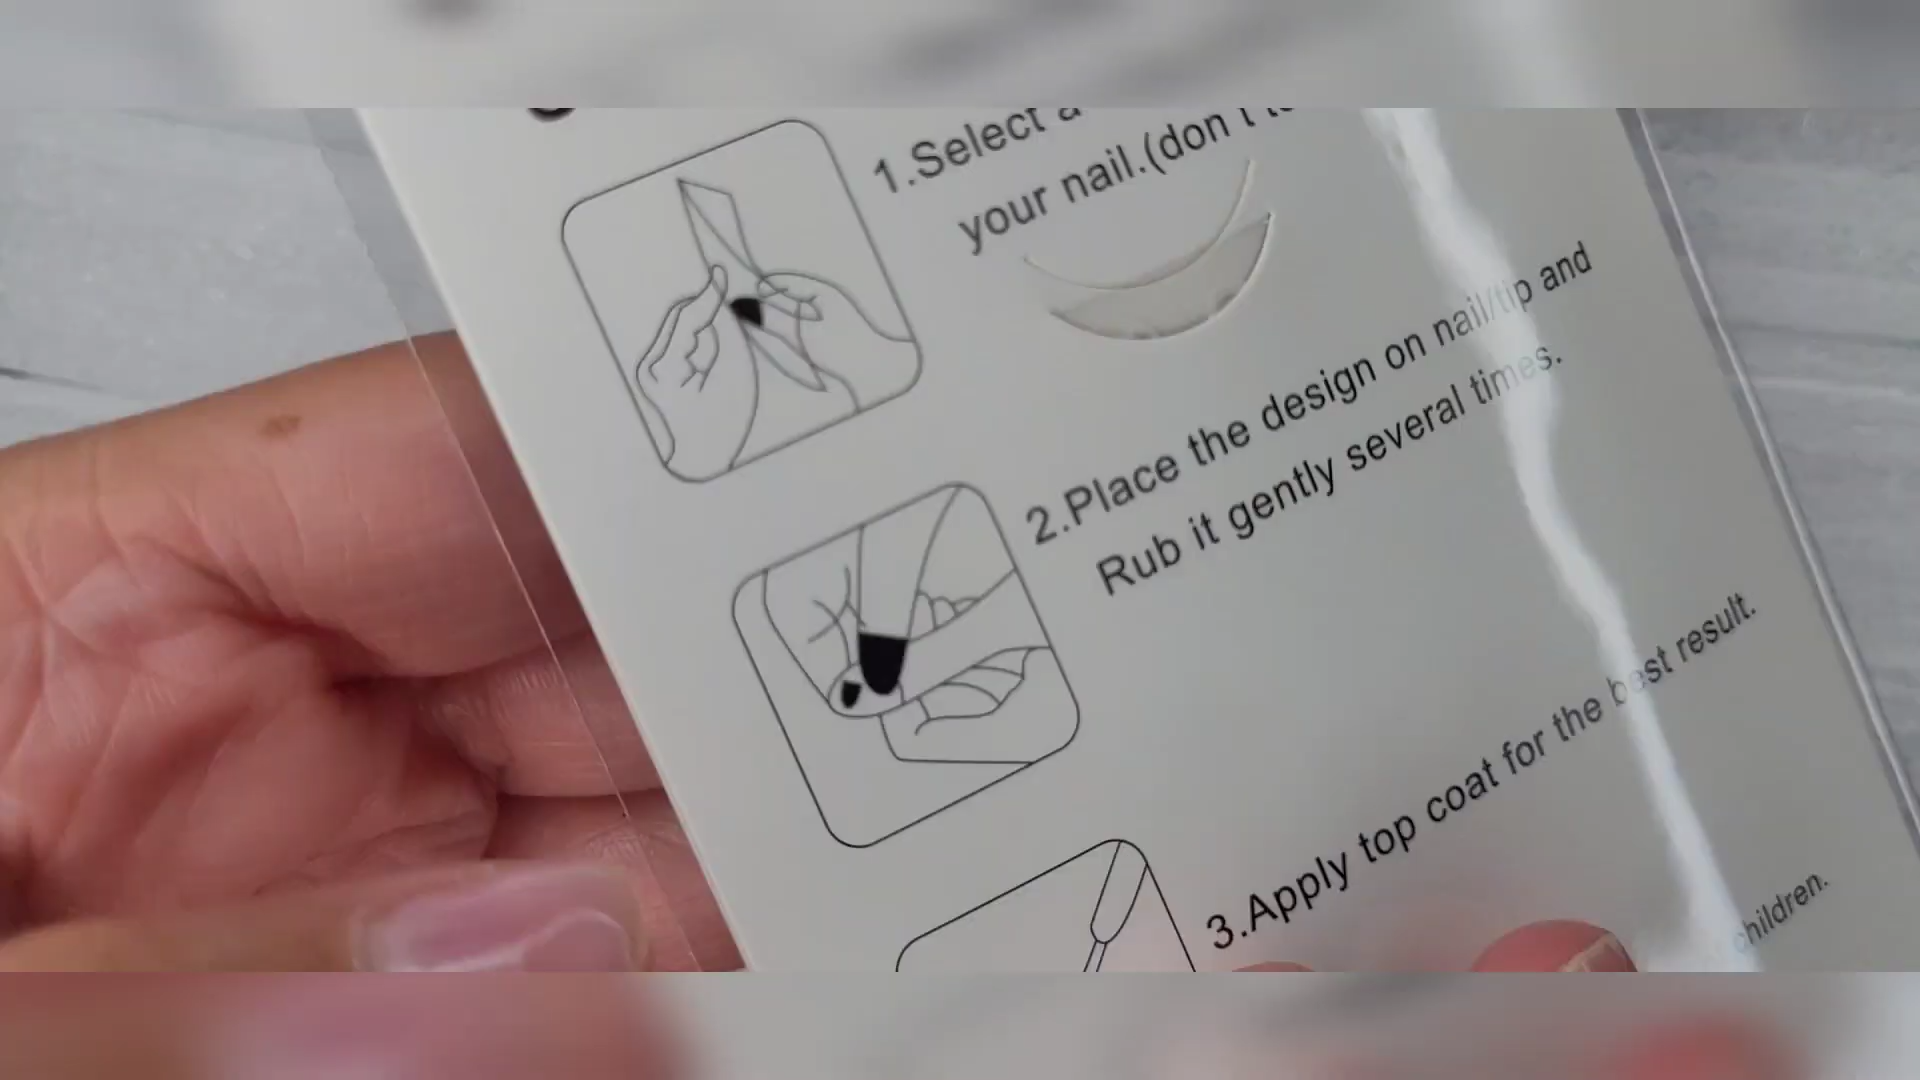 1.Select a
your nail.(don't
2.Place the design on nail/tip and
Rub it gently several times.
3.Apply top coat for the best result.
children.